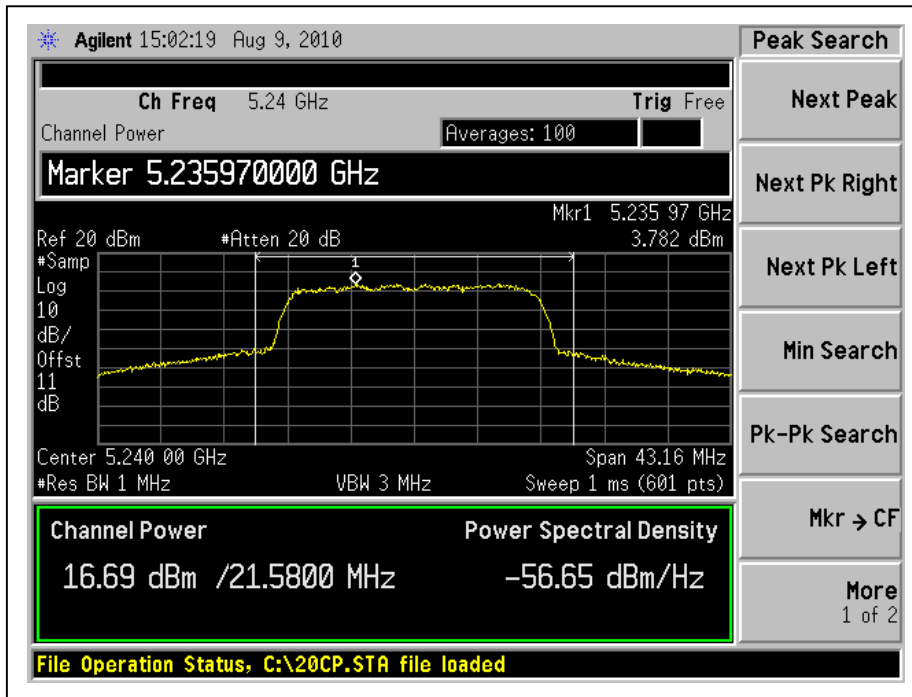 Agilent 15:02:19 Aug 9, 2010
Peak Search
Ch Freq 5.24 GHz Trig Free
Channel Power Averages: 100
Marker 5.235970000 GHz
Mkr1 5.235 97 GHz
Ref 20 dBm #Atten 20 dB 3.782 dBm
#Samp
Log
10
dB/
Offst
11
dB
1
Center 5.240 00 GHz Span 43.16 MHz
#Res BW 1 MHz VBW 3 MHz Sweep 1 ms (601 pts)
Channel Power Power Spectral Density
16.69 dBm /21.5800 MHz -56.65 dBm/Hz
File Operation Status, C:\20CP.STA file loaded
Next Peak
Next Pk Right
Next Pk Left
Min Search
Pk-Pk Search
Mkr → CF
More
1 of 2